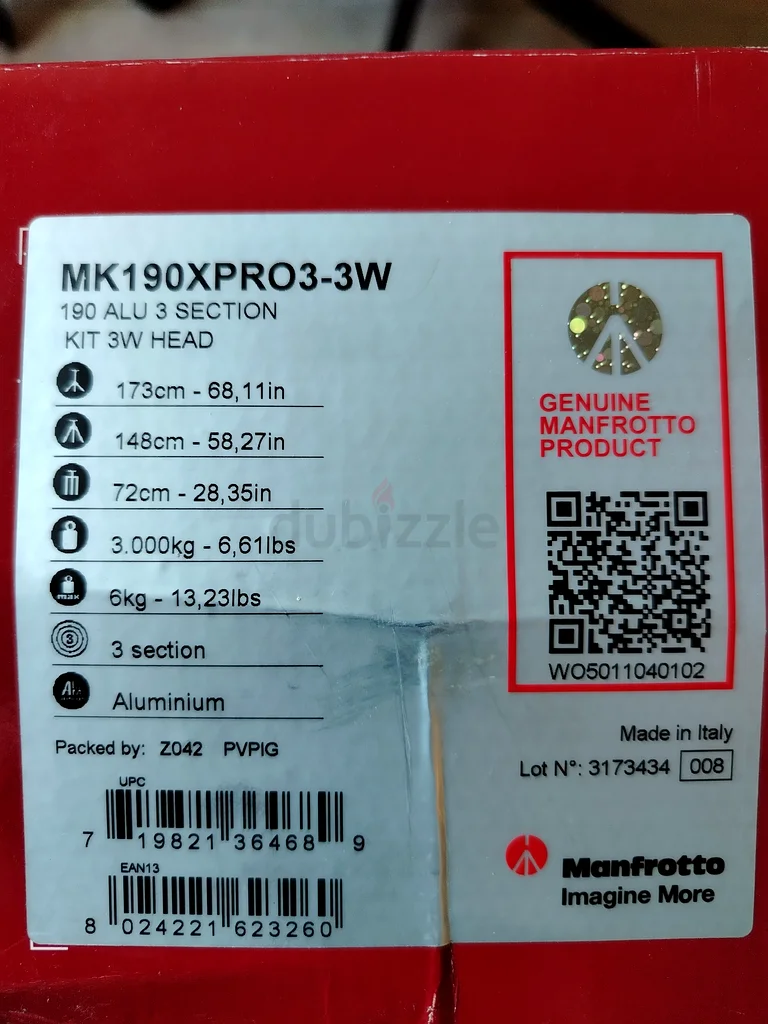 MK190XPRO3-3W
190 ALU 3 SECTION
KIT 3W HEAD
173cm - 68,11in
148cm - 58,27in
72cm - 28,35in
3.000kg - 6,61lbs
MAX
6kg - 13,23lbs
3
3 section
Aluminium
Packed by: Z042 PVPIG
UPC
7 19821 36468 9
EAN13
8 024221 623260
GENUINE
MANFROTTO
PRODUCT
WO5011040102
Made in Italy
Lot N°: 3173434 008
Manfrotto
Imagine More
dubizzle